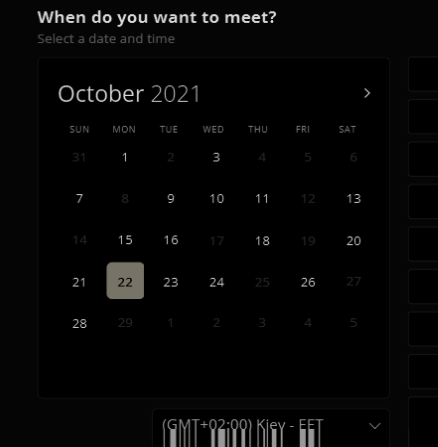 When do you want to meet?
Select a date and time
October 2021
SUN MON TUE WED THU FRI SAT
31 1 2 3 4 5 6
7 8 9 10 11 12 13
14 15 16 17 18 19 20
21 22 23 24 25 26 27
28 29 1 2 3 4 5
(GMT+02:00) Kiev - EET